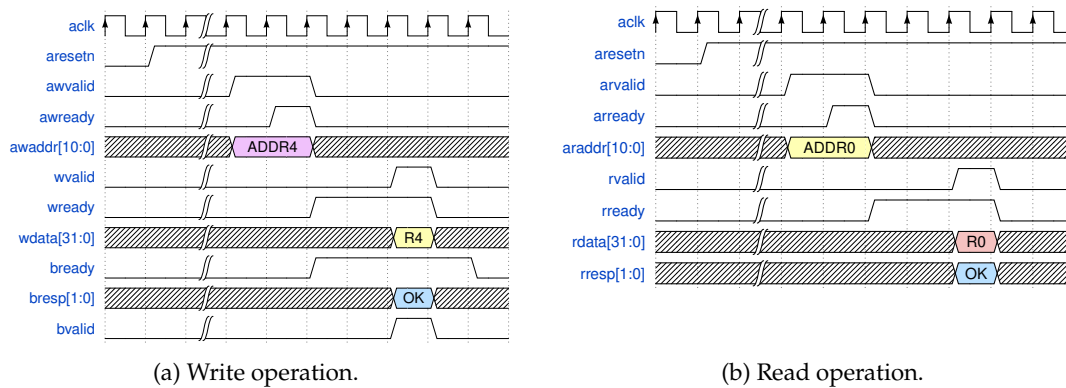 aclk
aresetn
awvalid
awready
awaddr[10:0]
ADDR4
wvalid
wready
wdata[31:0]
R4
bready
bresp[1:0]
OK
bvalid
(a) Write operation.
aclk
aresetn
arvalid
arready
araddr[10:0]
ADDR0
rvalid
rready
rdata[31:0]
R0
rresp[1:0]
OK
(b) Read operation.